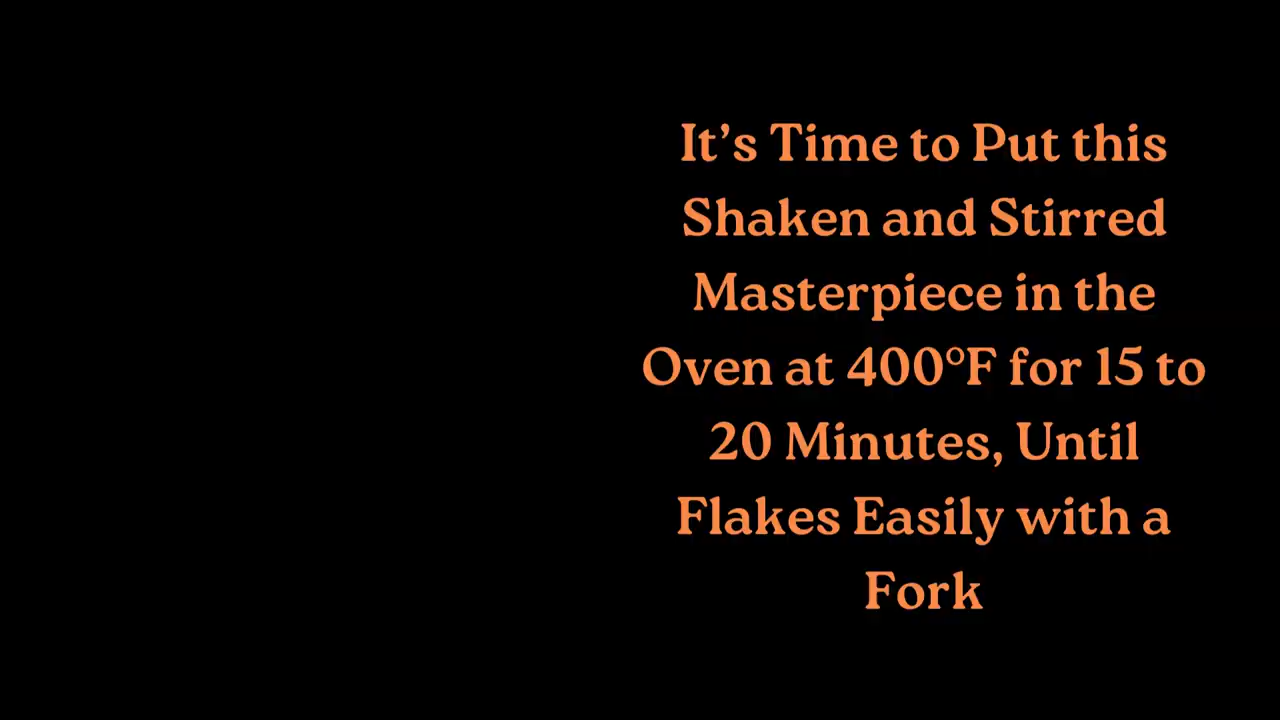 It’s Time to Put this
Shaken and Stirred
Masterpiece in the
Oven at 400°F for 15 to
20 Minutes, Until
Flakes Easily with a
Fork